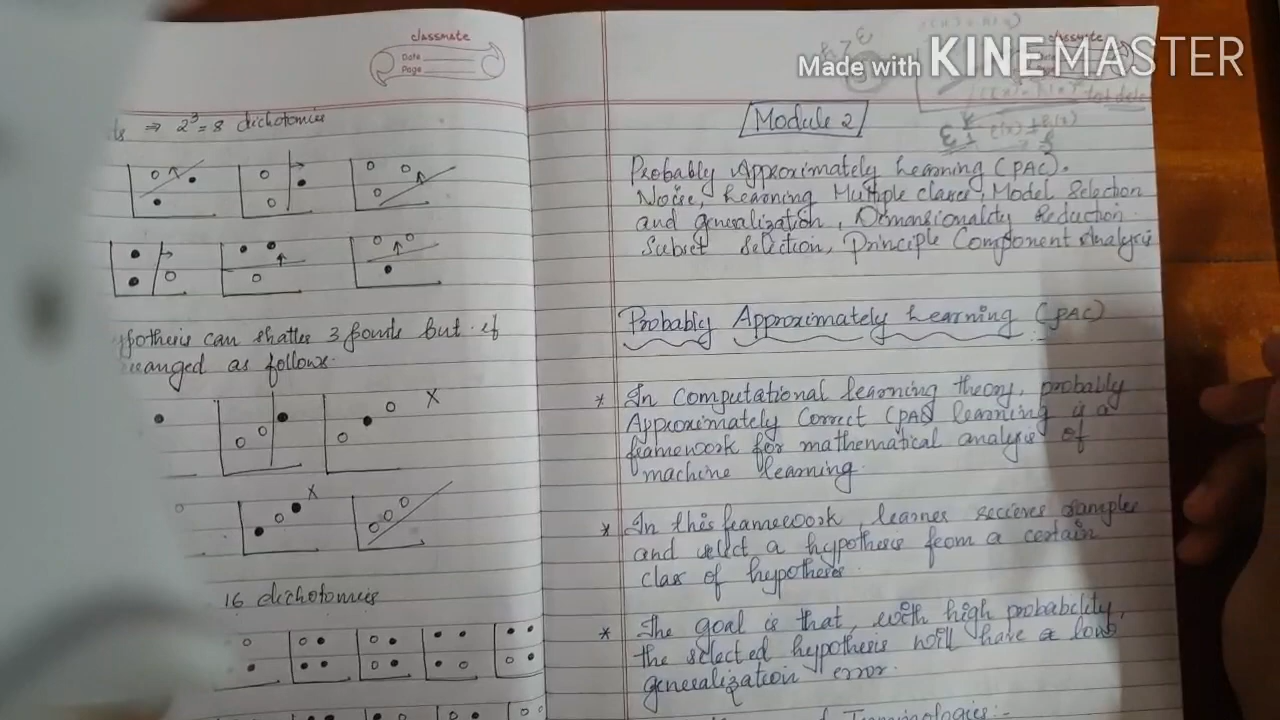 classmate
Date
Page
⇒ 2³ = 8 dichotomies
can shatter 3 points but if
as follows.
x
x
16 dichotomies
Made with KINEMASTER
classmate
Module 2
Probably Approximately Learning (PAC).
Noise, Learning Multiple classes, Model Selection
and generalization, Dimensionality Reduction
Subset Selection, Principle Component Analysis
Probably Approximately Learning (PAC)
* In Computational learning theory, probably
Approximately Correct (PAC) learning is a
framework for mathematical analysis of
machine learning.
* In this framework, learner recieves samples
and select a hypothesis from a certain
class of hypothesis.
* The goal is that, with high probability,
the selected hypothesis will have a low
generalization error.
Terminologies:-